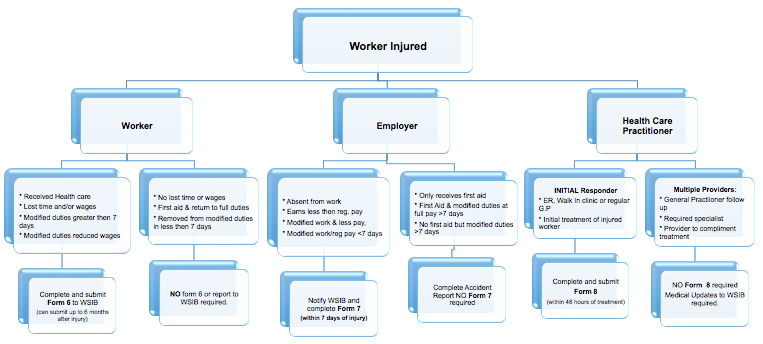 Worker Injured
Worker
Employer
Health Care
Practitioner
* Received Health care
* Lost time and/or wages
* Modified duties greater then 7
days
* Modified duties reduced wages
* No lost time or wages
* First aid & return to full duties
* Removed from modified duties
in less then 7 days
* Absent from work
* Earns less then reg. pay
* Modified work & less pay,
* Modified work/reg pay <7 days
* Only receives first aid
* First Aid & modified duties at
full pay >7 days
* No first aid but modified duties
>7 days
INITIAL Responder
* ER, Walk In clinic or regular
G.P
* Initial treatment of injured
worker
Multiple Providers:
* General Practitioner follow
up
* Required specialist
* Provider to compliment
treatment
Complete and submit
Form 6 to WSIB
(can submit up to 6 months
after injury)
NO form 6 or report to
WSIB required.
Notify WSIB and
complete Form 7
(within 7 days of injury)
Complete Accident
Report NO Form 7
required
Complete and submit
Form 8
(within 48 hours of treatment)
NO Form 8 required
Medical Updates to WSIB
required.